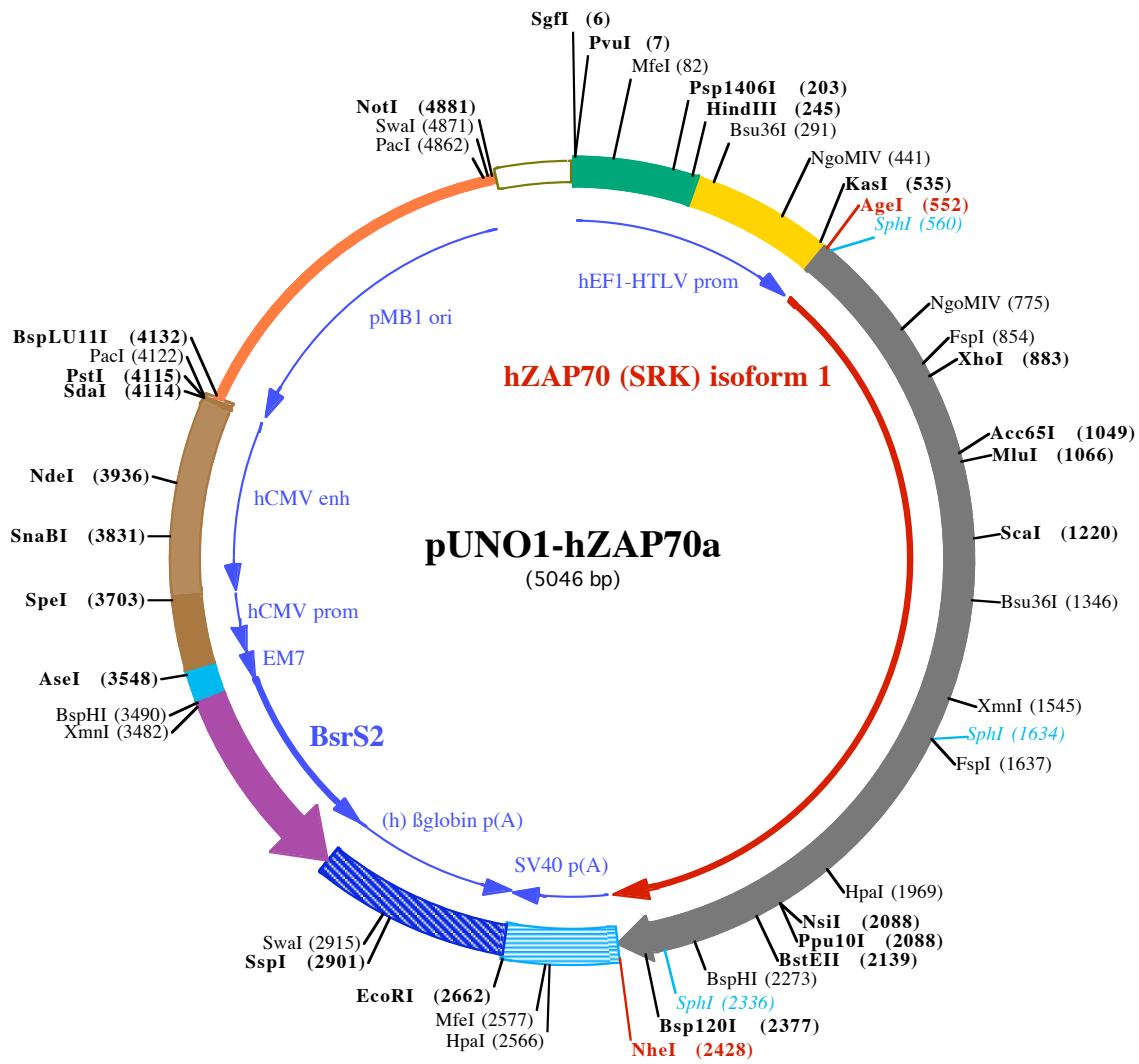 SgfI (6)
PvuI (7)
MfeI (82)
Psp1406I (203)
HindIII (245)
Bsu36I (291)
NgoMIV (441)
KasI (535)
AgeI (552)
SphI (560)
NgoMIV (775)
FspI (854)
XhoI (883)
Acc65I (1049)
MluI (1066)
ScaI (1220)
Bsu36I (1346)
XmnI (1545)
SphI (1634)
FspI (1637)
HpaI (1969)
NsiI (2088)
Ppu10I (2088)
BstEII (2139)
BspHI (2273)
SphI (2336)
Bsp120I (2377)
NheI (2428)
HpaI (2566)
MfeI (2577)
EcoRI (2662)
SspI (2901)
SwaI (2915)
XmnI (3482)
BspHI (3490)
AseI (3548)
SpeI (3703)
SnaBI (3831)
NdeI (3936)
SdaI (4114)
PstI (4115)
PacI (4122)
BspLU11I (4132)
PacI (4862)
SwaI (4871)
NotI (4881)
hEF1-HTLV prom
pMB1 ori
hZAP70 (SRK) isoform 1
hCMV enh
pUNO1-hZAP70a
(5046 bp)
hCMV prom
EM7
BsrS2
(h) ßglobin p(A)
SV40 p(A)